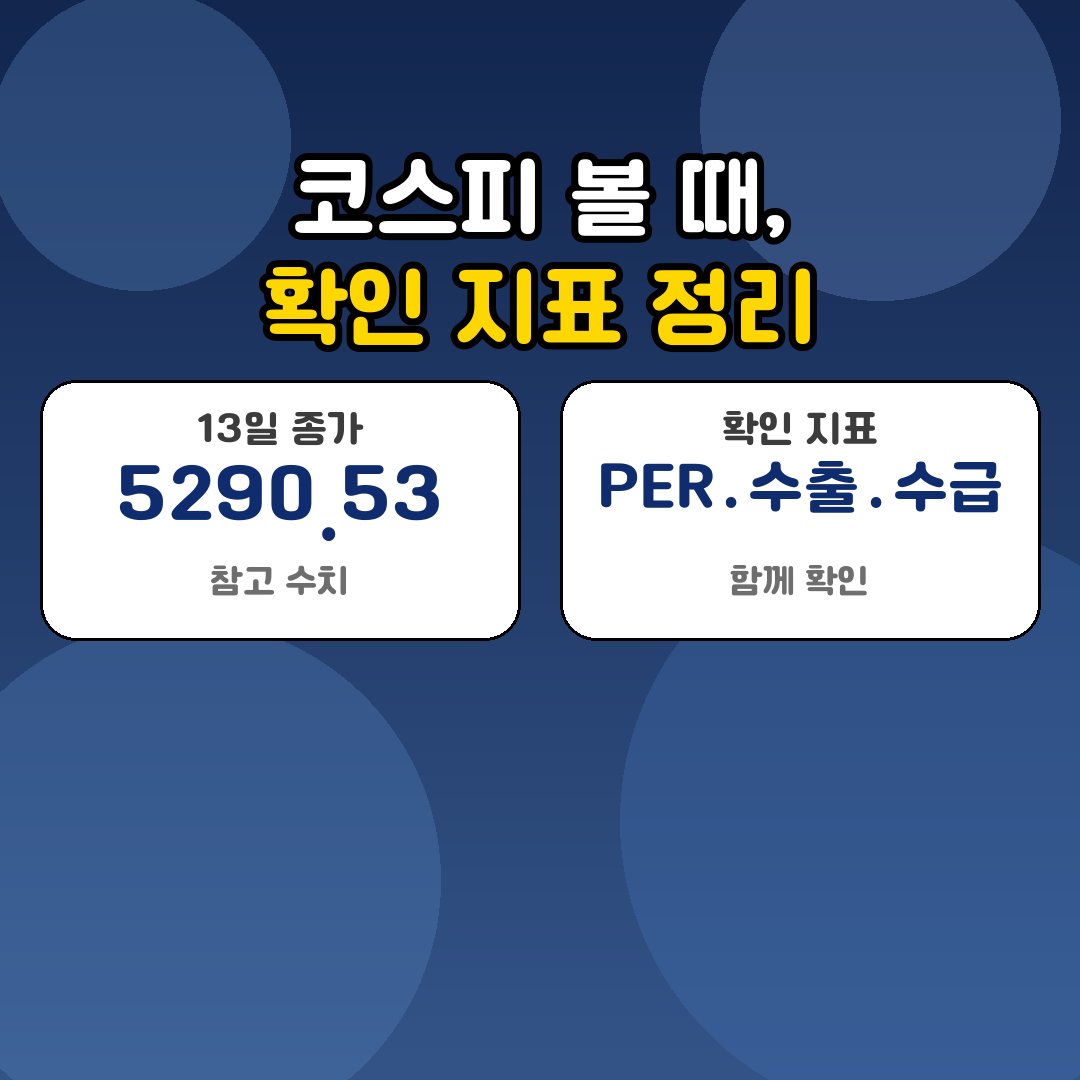 코스피 볼 때,
확인 지표 정리
13일 종가
5290.53
참고 수치
확인 지표
PER.수출.수급
함께 확인